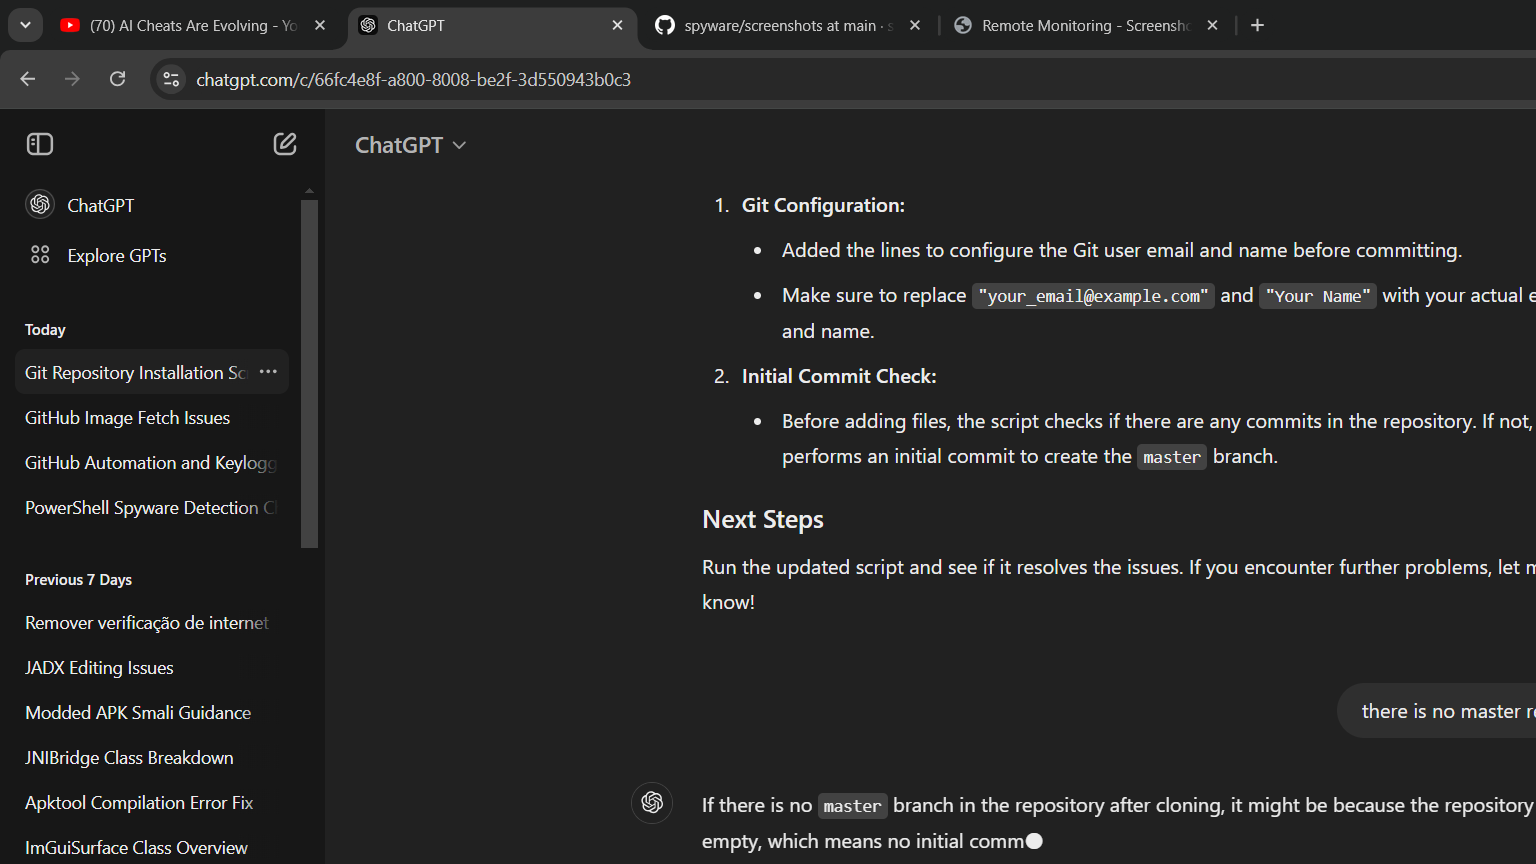 (70) AI Cheats Are Evolving - Yo
ChatGPT
spyware/screenshots at main · s
Remote Monitoring - Screensho
chatgpt.com/c/66fc4e8f-a800-8008-be2f-3d550943b0c3
ChatGPT
Explore GPTs
Today
Git Repository Installation Sc
GitHub Image Fetch Issues
GitHub Automation and Keylogg
PowerShell Spyware Detection
Previous 7 Days
Remover verificação de internet
JADX Editing Issues
Modded APK Smali Guidance
JNIBridge Class Breakdown
Apktool Compilation Error Fix
ImGuiSurface Class Overview
ChatGPT
1. Git Configuration:
• Added the lines to configure the Git user email and name before committing.
• Make sure to replace "your_email@example.com" and "Your Name" with your actual e
and name.
2. Initial Commit Check:
• Before adding files, the script checks if there are any commits in the repository. If not,
performs an initial commit to create the master branch.
Next Steps
Run the updated script and see if it resolves the issues. If you encounter further problems, let m
know!
there is no master re
If there is no master branch in the repository after cloning, it might be because the repository
empty, which means no initial comm